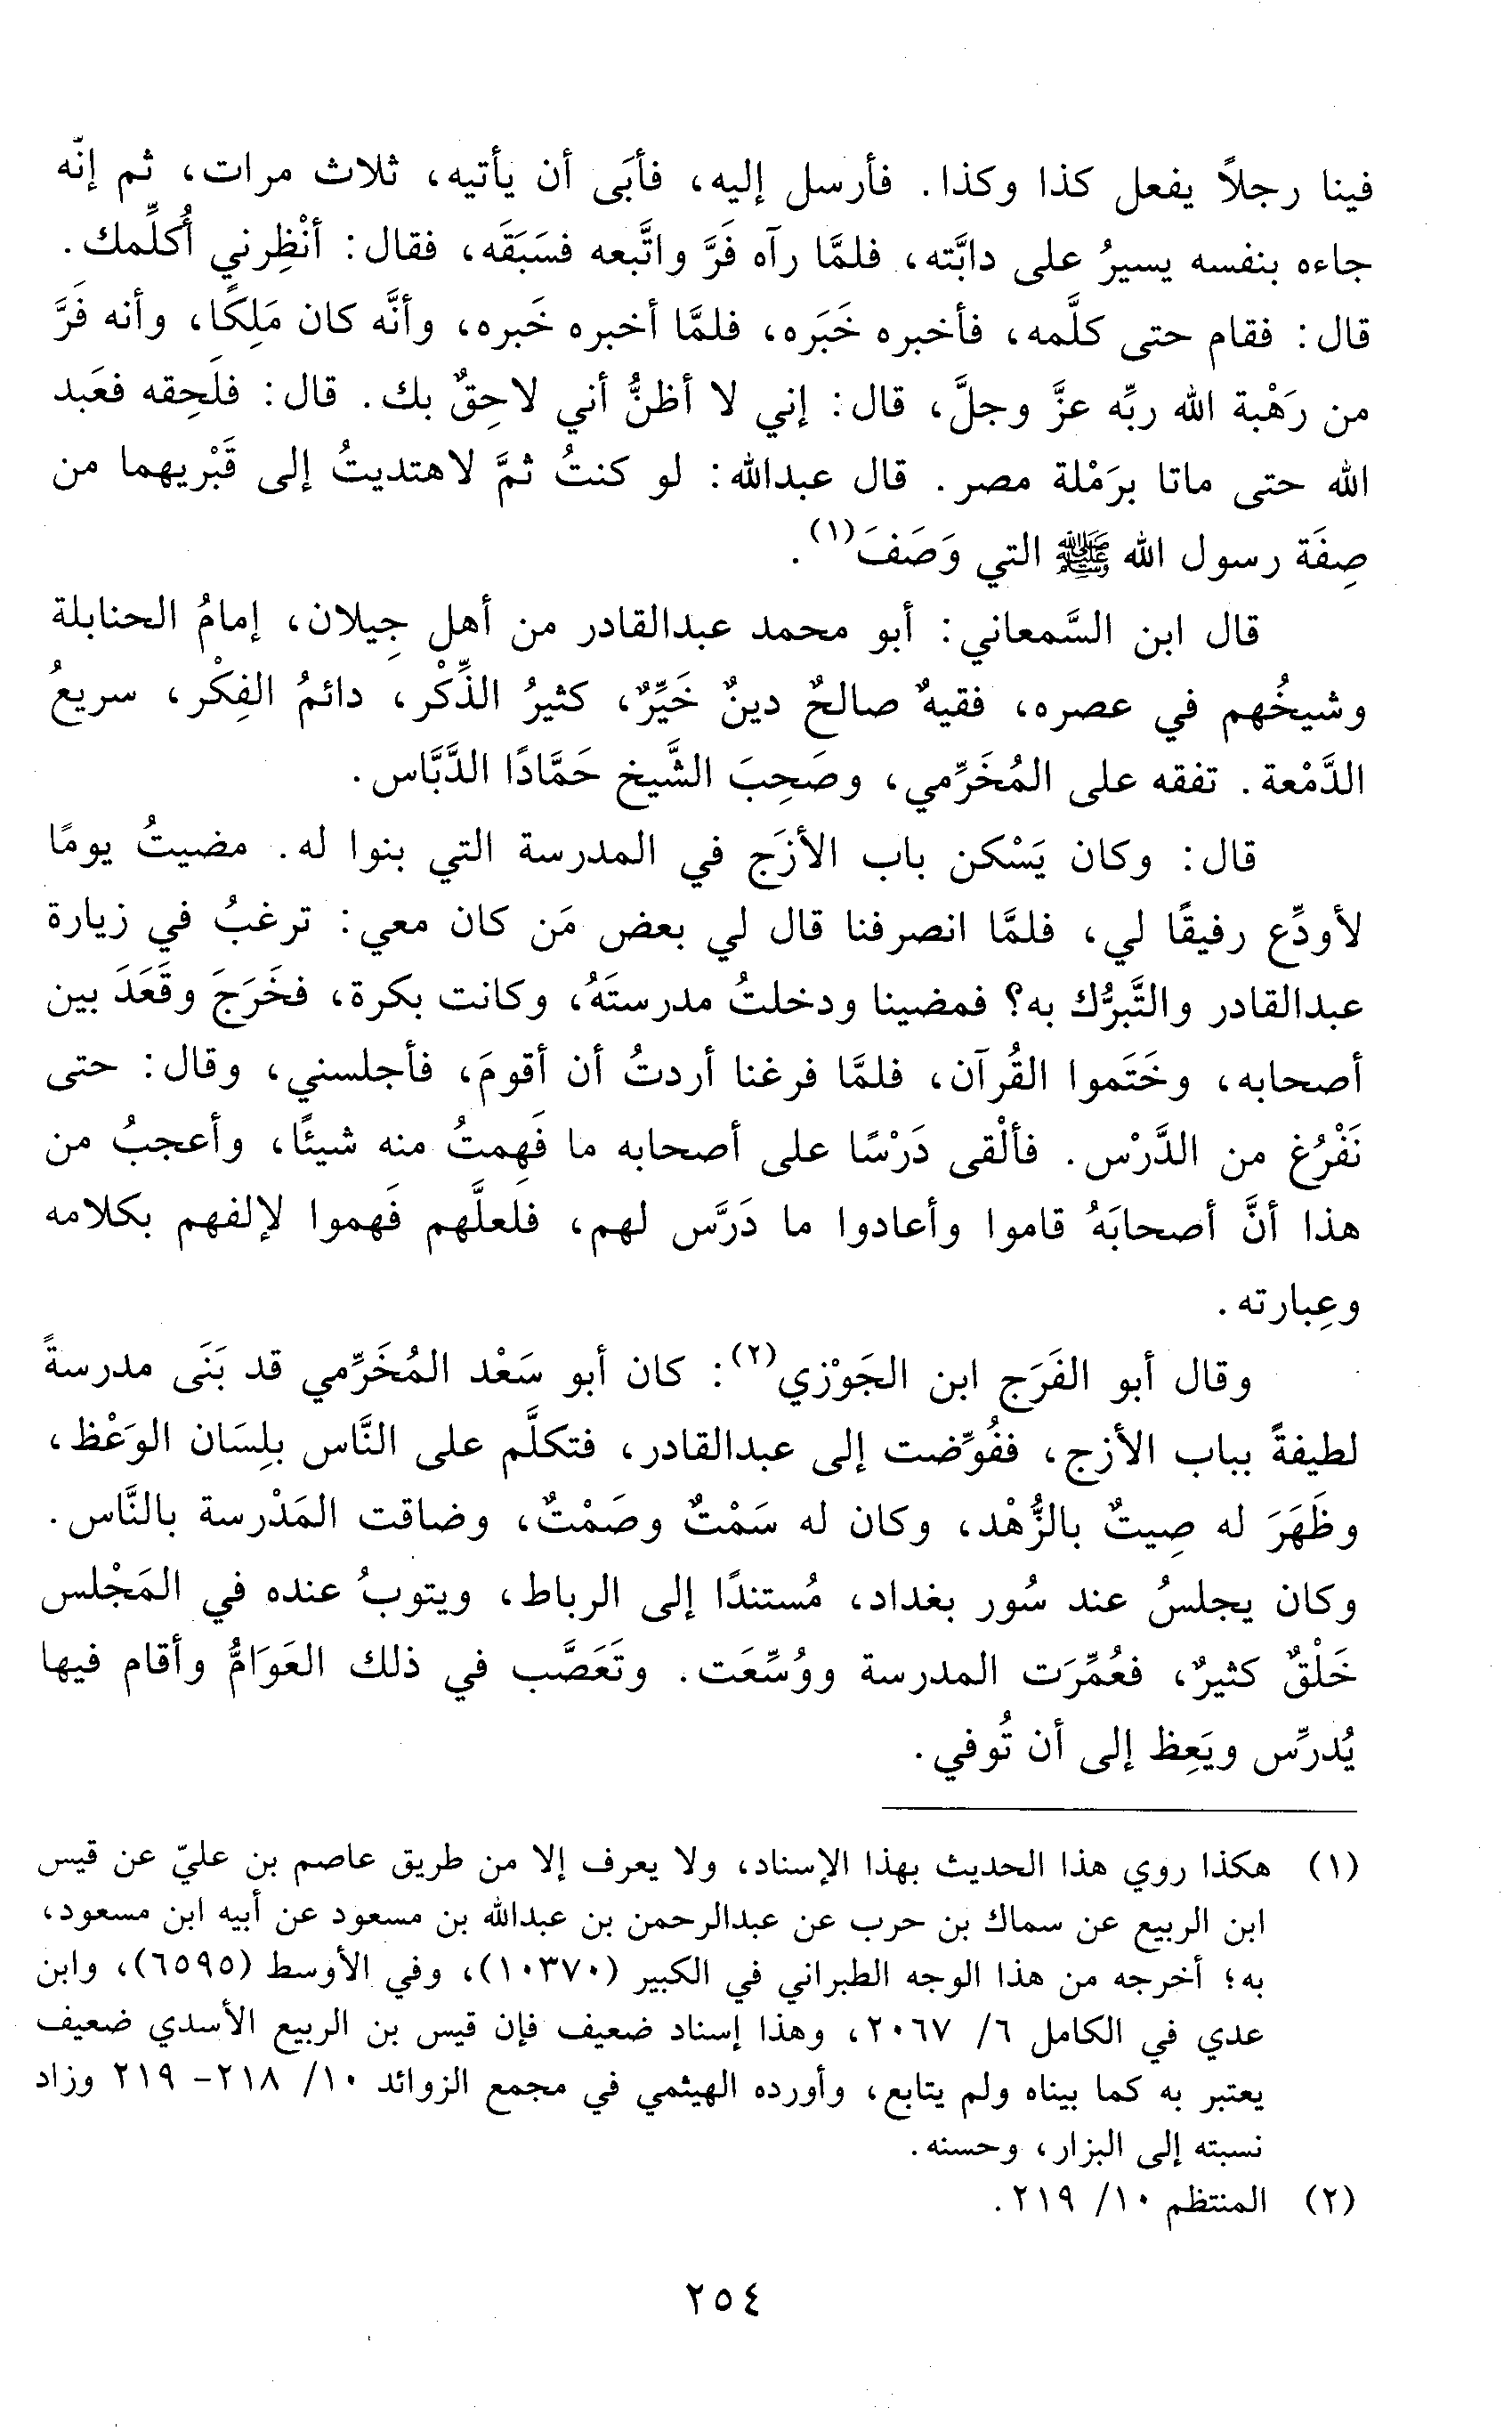 فينا رجلاً يفعل كذا وكذا. فأرسل إليه، فأبَى أن يأتيه، ثلاث مرات، ثم إنّه
جاءه بنفسه يسيرُ على دابَّته، فلمَّا رآه فَرَّ واتَّبعه فسَبَقَه، فقال: أنْظِرني أُكلِّمك.
قال: فقام حتى كلَّمه، فأخبره خَبَره، فلمَّا أخبره خَبره، وأنَّه كان مَلِكًا، وأنه فَرَّ
من رَهْبة الله ربِّه عزَّ وجلَّ، قال: إني لا أظنُّ أني لاحِقٌ بك. قال: فلَحِقه فعَبد
الله حتى ماتا برَمْلة مصر. قال عبدالله: لو كنتُ ثمَّ لاهتديتُ إلى قَبْريهما من
صِفَة رسول الله ﷺ التي وَصَفَ(١).
قال ابن السَّمعاني: أبو محمد عبدالقادر من أهل جِيلان، إمامُ الحنابلة
وشيخُهم في عصره، فقيهٌ صالحٌ دينٌ خَيِّرٌ، كثيرُ الذِّكْر، دائمُ الفِكْر، سريعُ
الدَّمْعة. تفقه على المُخَرِّمي، وصَحِبَ الشَّيخ حَمَّادًا الدَّبَّاس.
قال: وكان يَسْكن باب الأزَج في المدرسة التي بنوا له. مضيتُ يومًا
لأودِّع رفيقًا لي، فلمَّا انصرفنا قال لي بعض مَن كان معي: ترغبُ في زيارة
عبدالقادر والتَّبرُّك به؟ فمضينا ودخلتُ مدرستَهُ، وكانت بكرة، فخَرَجَ وقَعَدَ بين
أصحابه، وخَتَموا القُرآن، فلمَّا فرغنا أردتُ أن أقومَ، فأجلسني، وقال: حتى
نَفْرُغ من الدَّرْس. فألْقى دَرْسًا على أصحابه ما فَهِمتُ منه شيئًا، وأعجبُ من
هذا أنَّ أصحابَهُ قاموا وأعادوا ما دَرَّس لهم، فلعلَّهم فَهموا لإلفهم بكلامه
وعِبارته.
وقال أبو الفَرَج ابن الجَوْزي(٢): كان أبو سَعْد المُخَرِّمي قد بَنَى مدرسةً
لطيفةً بباب الأزج، ففُوِّضت إلى عبدالقادر، فتكلَّم على النَّاس بلِسَان الوَعْظ،
وظَهَرَ له صِيتٌ بالزُّهْد، وكان له سَمْتٌ وصَمْتٌ، وضاقت المَدْرسة بالنَّاس.
وكان يجلسُ عند سُور بغداد، مُستندًا إلى الرباط، ويتوبُ عنده في المَجْلس
خَلْقٌ كثيرٌ، فعُمِّرَت المدرسة ووُسِّعَت. وتَعَصَّب في ذلك العَوَامُّ وأقام فيها
يُدرِّس ويَعِظ إلى أن تُوفي.
(١) هكذا روي هذا الحديث بهذا الإسناد، ولا يعرف إلا من طريق عاصم بن عليّ عن قيس
ابن الربيع عن سماك بن حرب عن عبدالرحمن بن عبدالله بن مسعود عن أبيه ابن مسعود،
به؛ أخرجه من هذا الوجه الطبراني في الكبير (١٠٣٧٠)، وفي الأوسط (٦٥٩٥)، وابن
عدي في الكامل ٦/ ٢٠٦٧، وهذا إسناد ضعيف فإن قيس بن الربيع الأسدي ضعيف
يعتبر به كما بيناه ولم يتابع، وأورده الهيثمي في مجمع الزوائد ١٠/ ٢١٨- ٢١٩ وزاد
نسبته إلى البزار، وحسنه.
(٢) المنتظم ١٠/ ٢١٩.
٢٥٤